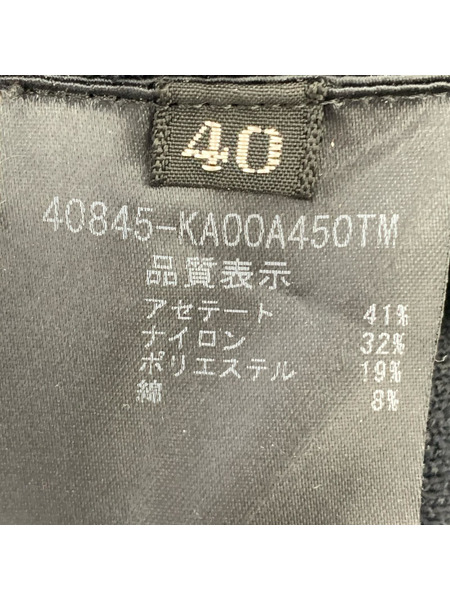 40
40845-KA00A450TM
品質表示
アセテート 41%
ナイロン 32%
ポリエステル 19%
綿 8%